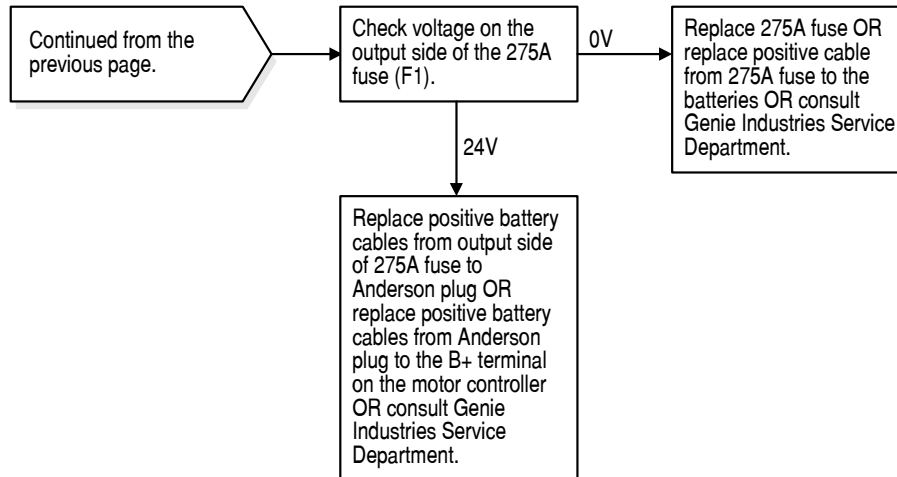 Continued from the
previous page.
Check voltage on the
output side of the 275A
fuse (F1).
0V
Replace 275A fuse OR
replace positive cable
from 275A fuse to the
batteries OR consult
Genie Industries Service
Department.
24V
Replace positive battery
cables from output side
of 275A fuse to
Anderson plug OR
replace positive battery
cables from Anderson
plug to the B+ terminal
on the motor controller
OR consult Genie
Industries Service
Department.